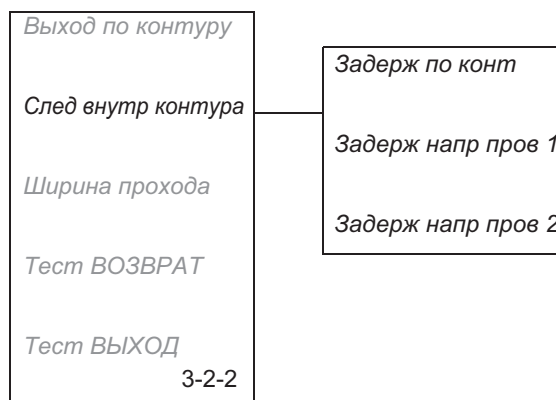 Выход по контуру
След внутр контура
Ширина прохода
Тест ВОЗВРАТ
Тест ВЫХОД
3-2-2
Задерж по конт
Задерж напр пров 1
Задерж напр пров 2